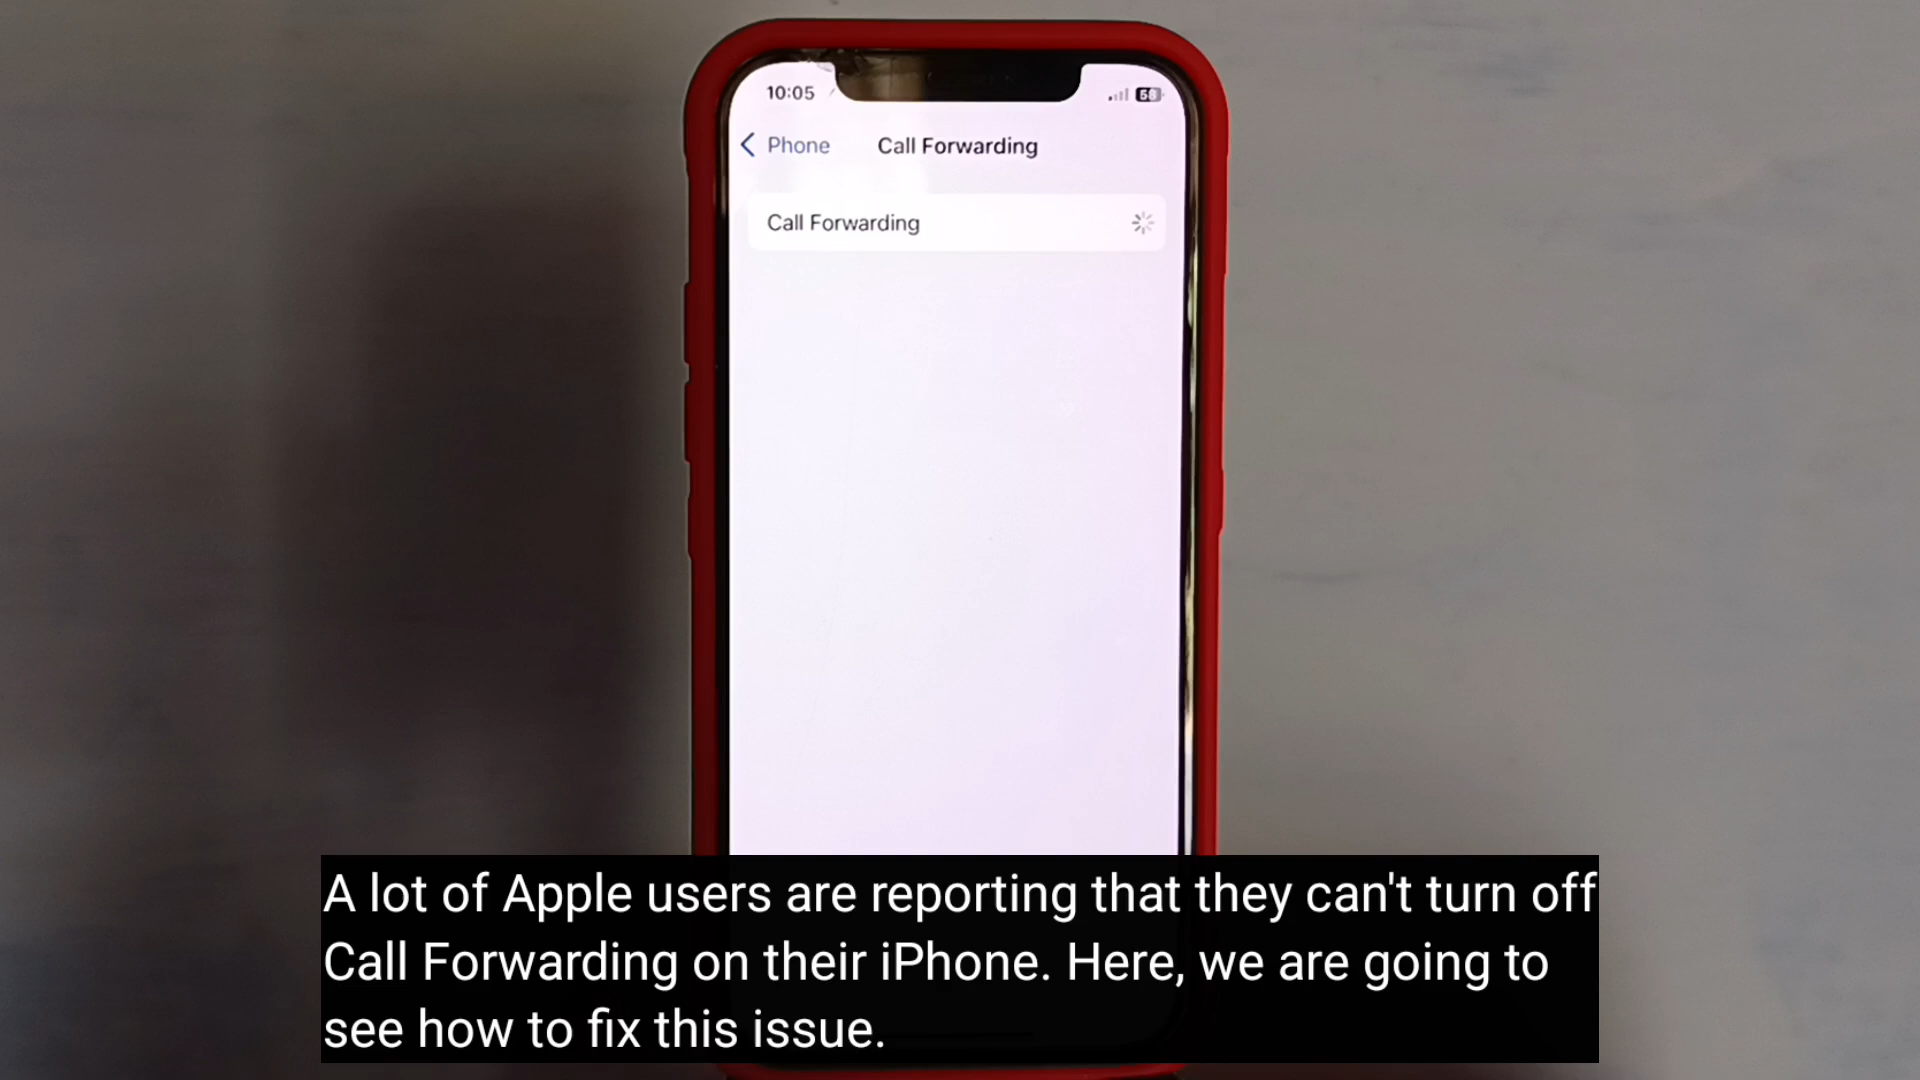 10:05
58
Phone
Call Forwarding
Call Forwarding
A lot of Apple users are reporting that they can't turn off
Call Forwarding on their iPhone. Here, we are going to
see how to fix this issue.